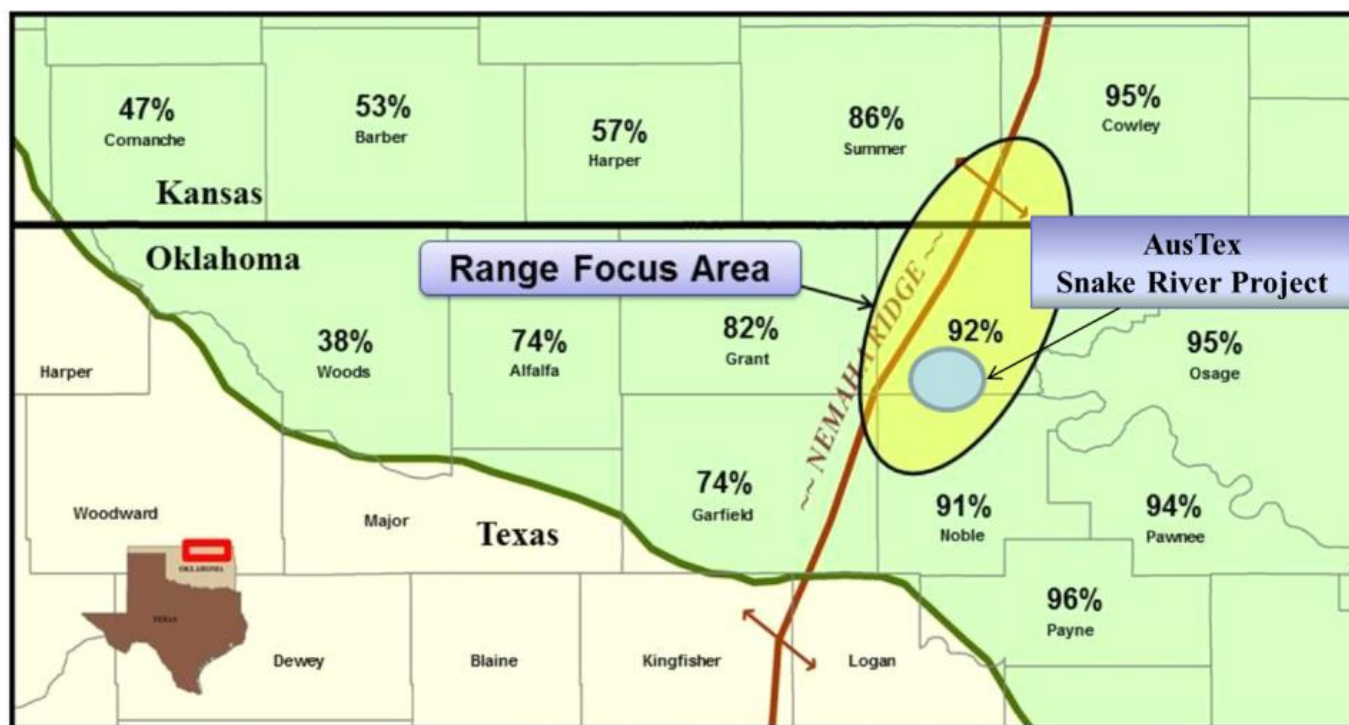 47%
Comanche
53%
Barber
57%
Harper
86%
Summer
95%
Cowley
Kansas
Oklahoma
Range Focus Area
AusTex
Snake River Project
~~ NEMAHA RIDGE ~~
Harper
38%
Woods
74%
Alfalfa
82%
Grant
92%
95%
Osage
Woodward
Major
Texas
74%
Garfield
91%
Noble
94%
Pawnee
OKLAHOMA
TEXAS
96%
Payne
Dewey
Blaine
Kingfisher
Logan